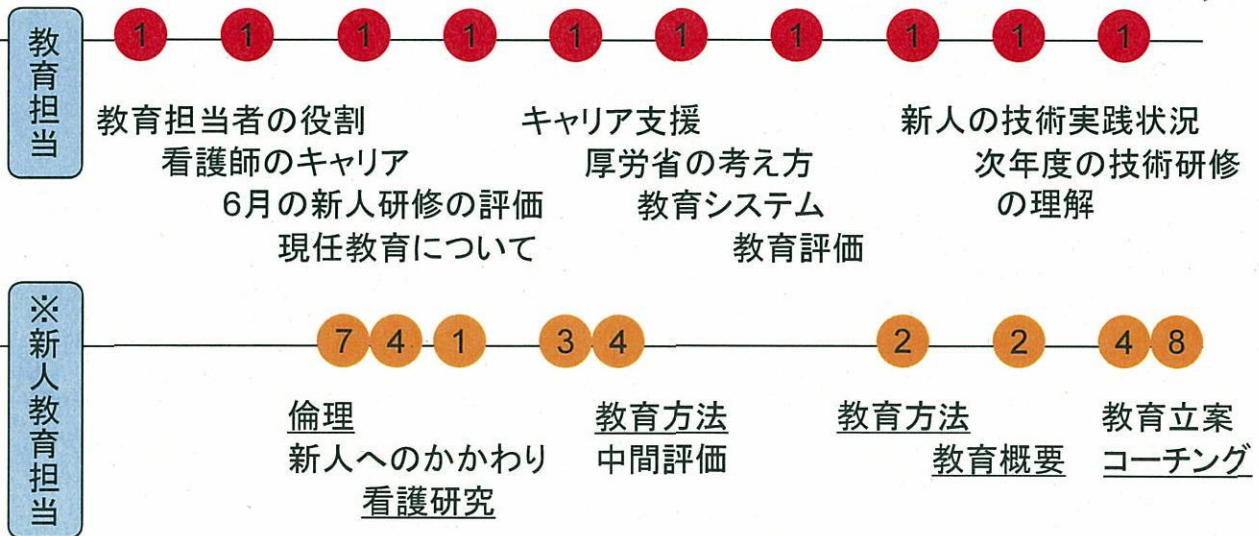 教育担当
1 1 1 1 1 1 1 1 1 1
教育担当者の役割
看護師のキャリア
6月の新人研修の評価
現任教育について
キャリア支援
厚労省の考え方
教育システム
教育評価
新人の技術実践状況
次年度の技術研修
の理解
※新人教育担当
7 4 1 3 4 2 2 4 8
倫理
新人へのかかわり
看護研究
教育方法
中間評価
教育方法
教育概要
教育立案
コーチング